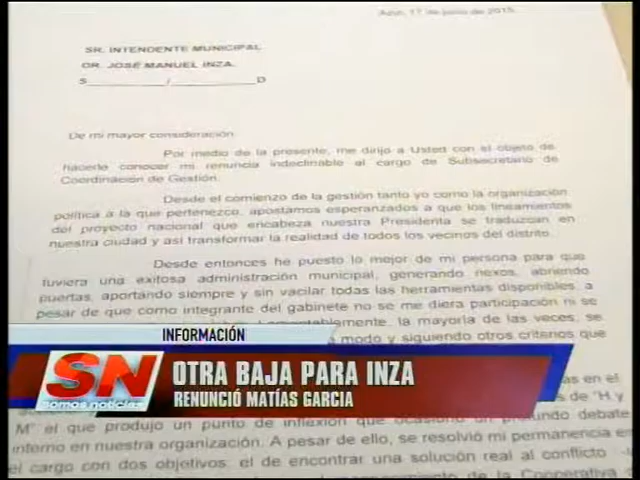 Azul, 17 de junio de 2015.
SR. INTENDENTE MUNICIPAL
DR. JOSÉ MANUEL INZA.
S____________/____________D
De mi mayor consideración:
Por medio de la presente, me dirijo a Usted con el objeto de
hacerle conocer mi renuncia indeclinable al cargo de Subsecretario de
Coordinación de Gestión.
Desde el comienzo de la gestión tanto yo como la organización
política a la que pertenezco, apostamos esperanzados a que los lineamientos
del proyecto nacional que encabeza nuestra Presidenta se traduzcan en
nuestra ciudad y así transformar la realidad de todos los vecinos del distrito.
Desde entonces he puesto lo mejor de mi persona para que
tuviera una exitosa administración municipal, generando nexos, abriendo
puertas, aportando siempre y sin vacilar todas las herramientas disponibles, a
pesar de que como integrante del gabinete no se me diera participación ni se
la mayoría de las veces, se
modo y siguiendo otros criterios que
INFORMACIÓN
SN
somos noticias
OTRA BAJA PARA INZA
RENUNCIÓ MATÍAS GARCIA
en el
de "H y
M" el que produjo un punto de inflexión que ocasionó un profundo debate
interno en nuestra organización. A pesar de ello, se resolvió mi permanencia en
el cargo con dos objetivos: el de encontrar una solución real al conflicto
de la Cooperativa